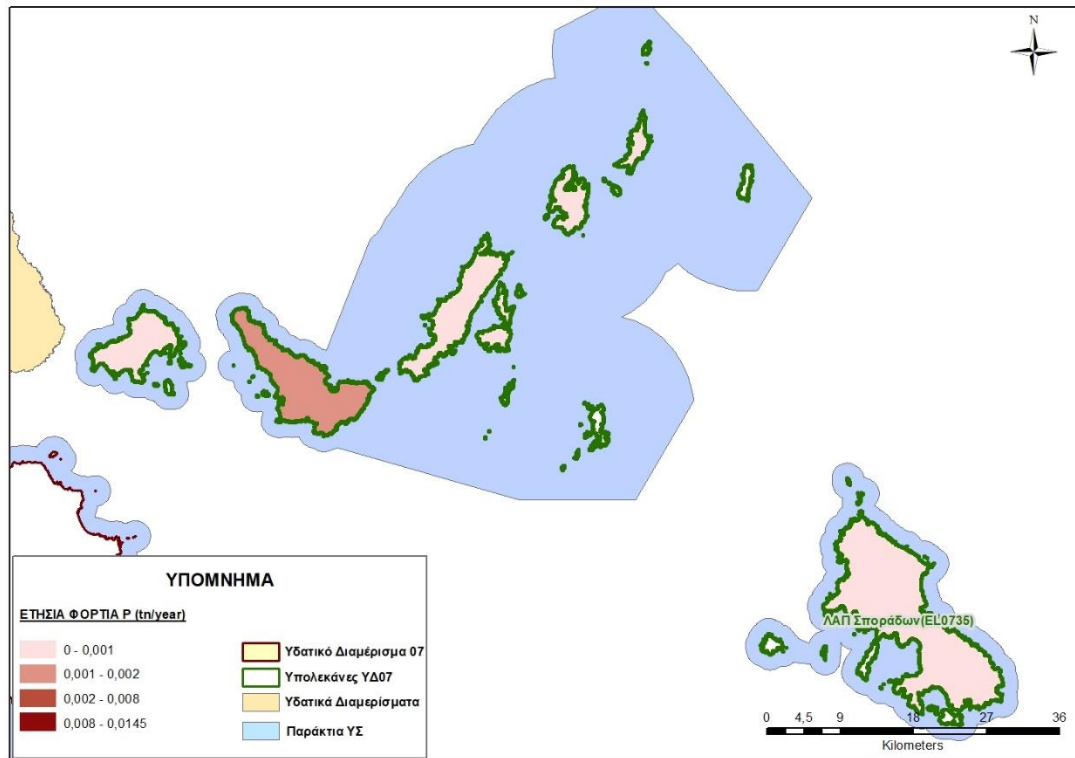 N
ΛΑΠ Σποράδων(EL0735)
ΥΠΟΜΝΗΜΑ
ΕΤΗΣΙΑ ΦΟΡΤΙΑ P (tn/year)
0 - 0,001
0,001 - 0,002
0,002 - 0,008
0,008 - 0,0145
Υδατικό Διαμέρισμα 07
Υπολεκάνες ΥΔ07
Υδατικά Διαμερίσματα
Παράκτια ΥΣ
0 4,5 9 18 27 36
Kilometers